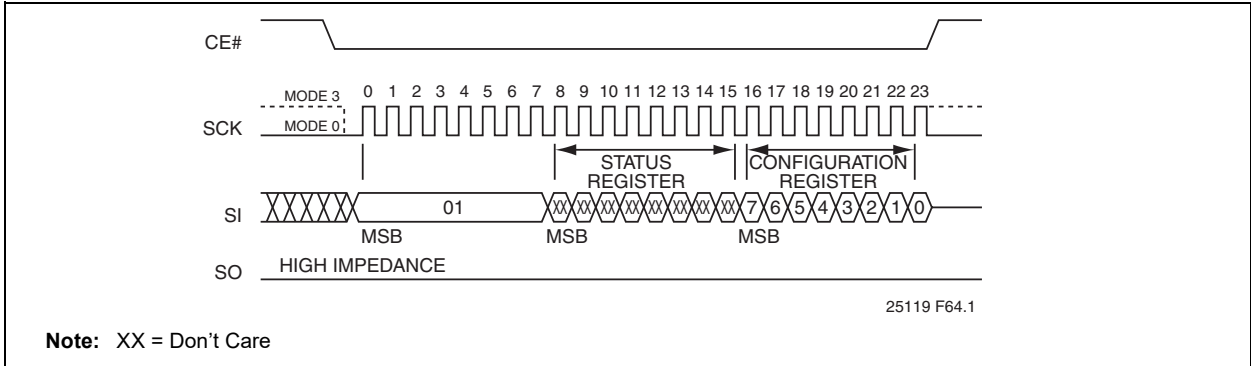 CE#
MODE 3
0 1 2 3 4 5 6 7 8 9 10 11 12 13 14 15 16 17 18 19 20 21 22 23
SCK
MODE 0
STATUS REGISTER
CONFIGURATION REGISTER
SI
01
XX XX XX XX XX XX XX XX 7 6 5 4 3 2 1 0
MSB MSB MSB
SO
HIGH IMPEDANCE
25119 F64.1
Note: XX = Don't Care